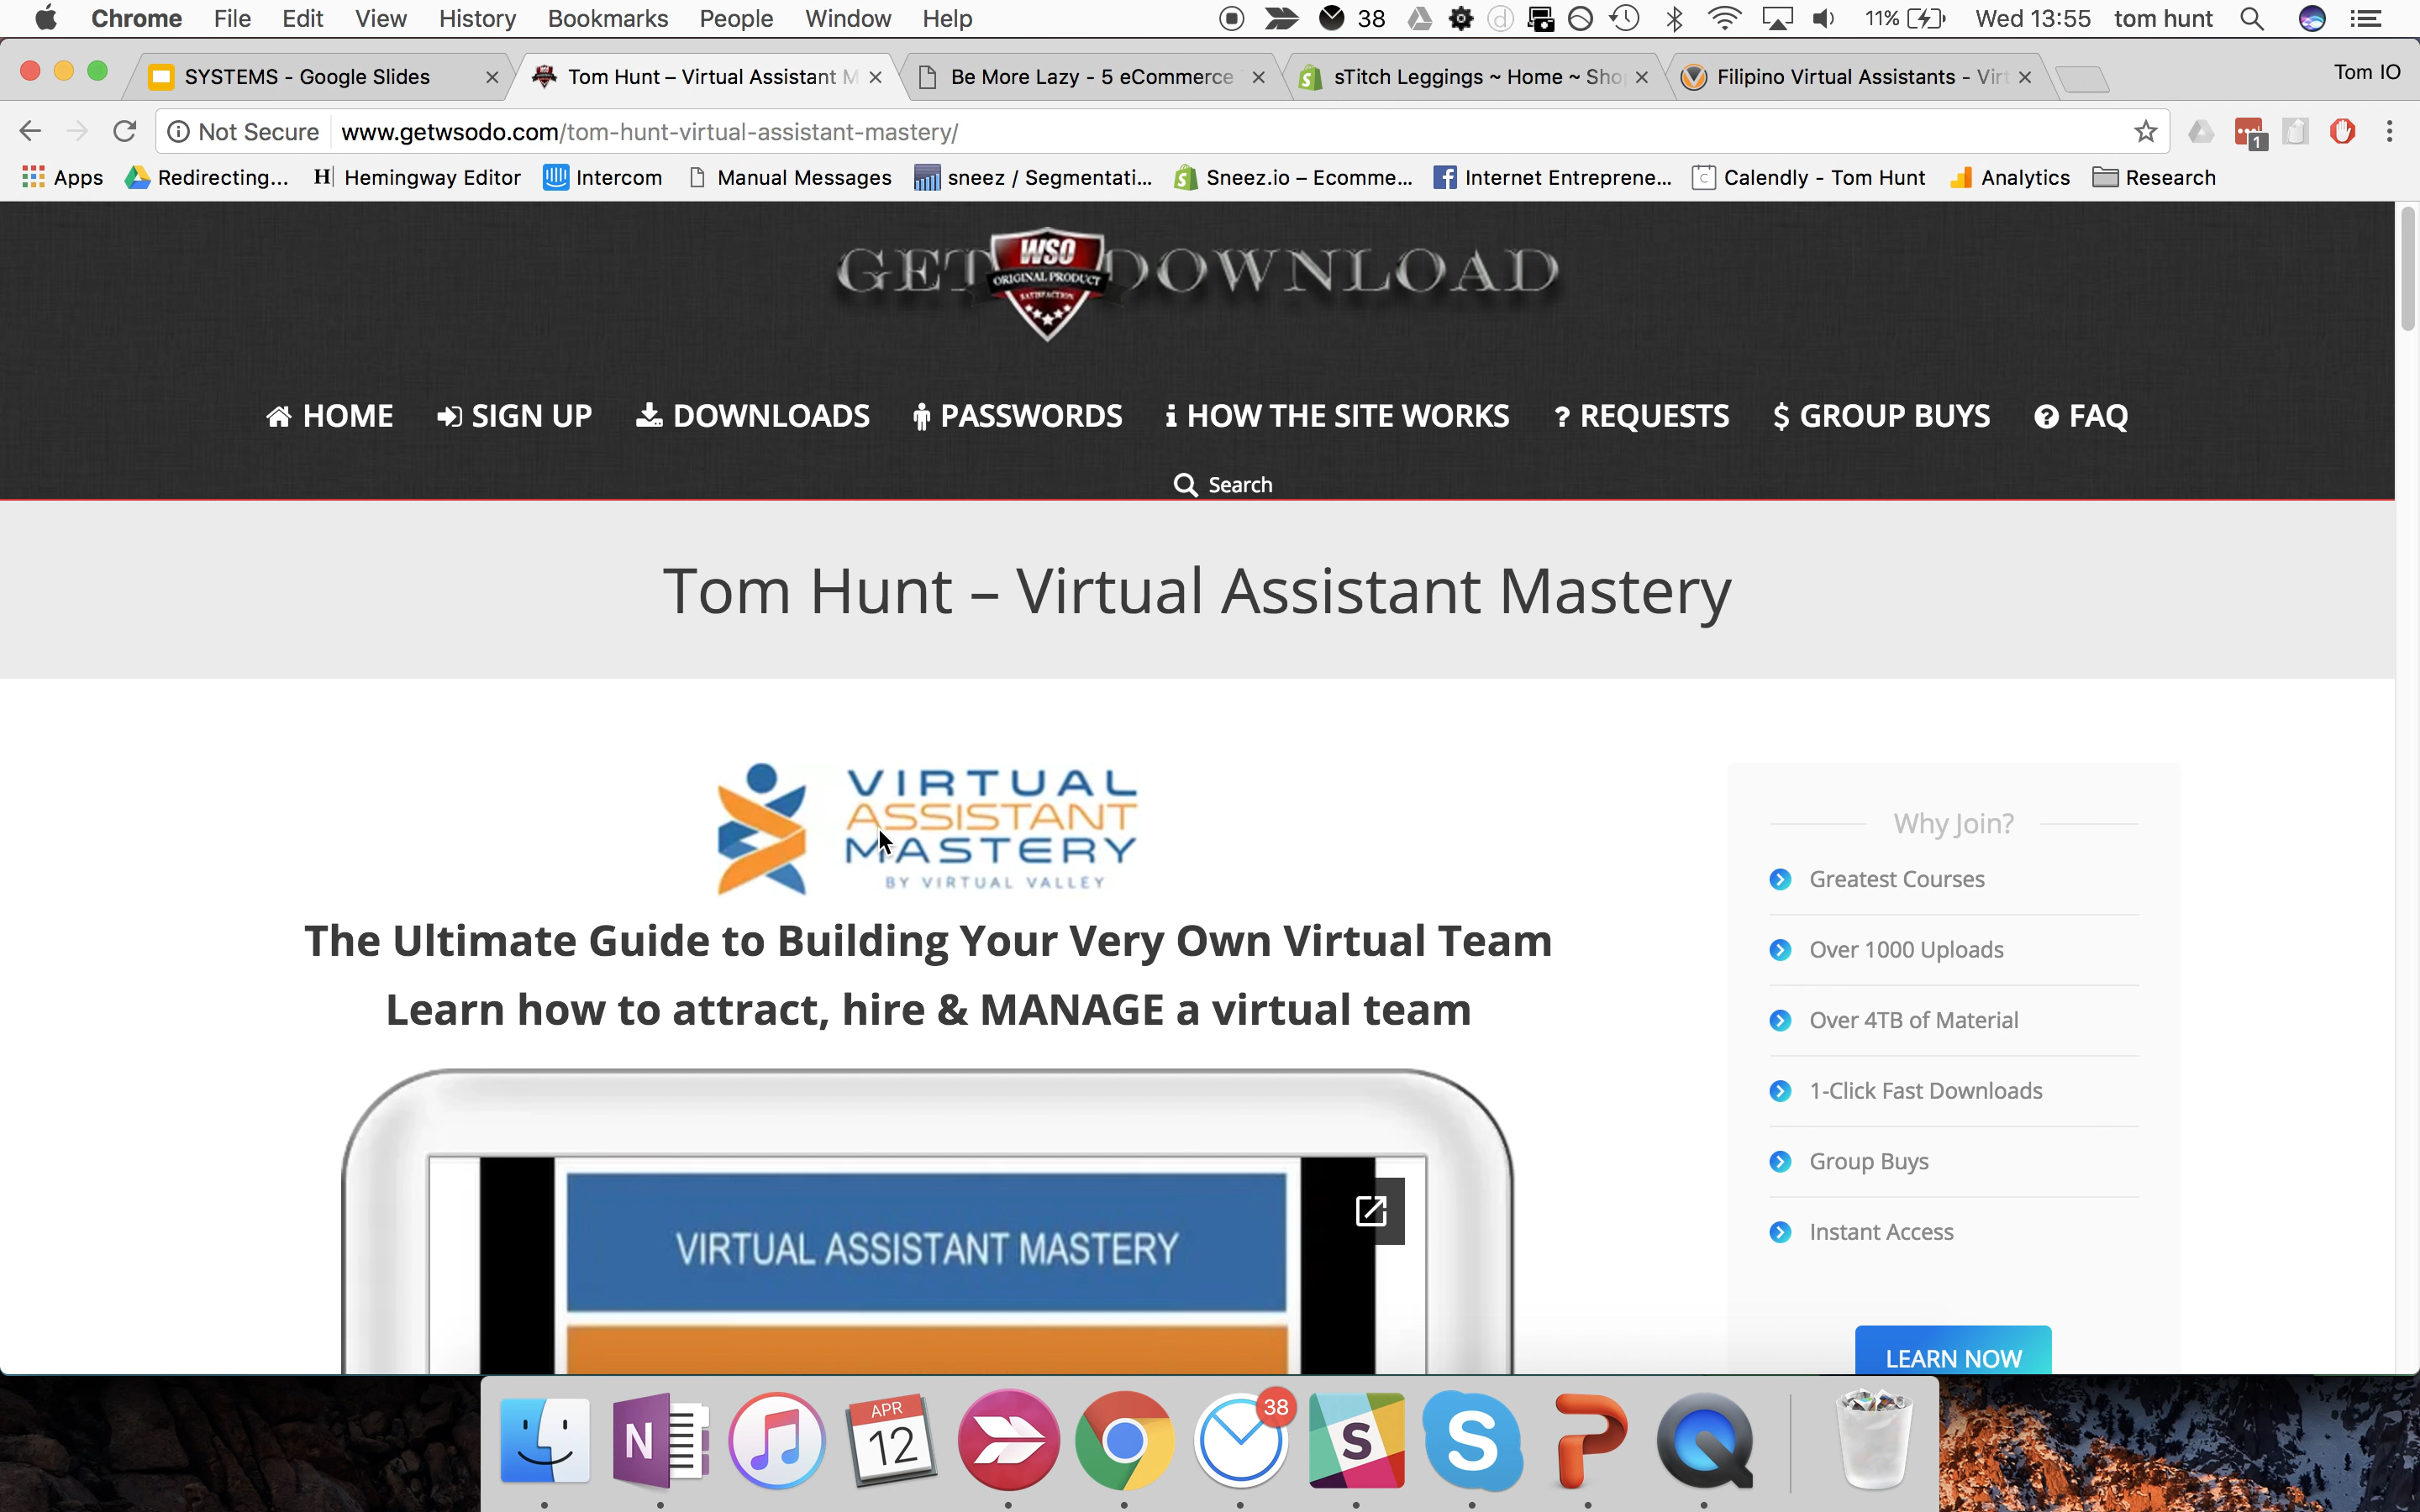 Chrome File Edit View History Bookmarks People Window Help 38 11% Wed 13:55 tom hunt
SYSTEMS - Google Slides Tom Hunt – Virtual Assistant M Be More Lazy - 5 eCommerce sTitch Leggings ~ Home ~ Sho Filipino Virtual Assistants - Virt Tom IO
Not Secure www.getwsodo.com/tom-hunt-virtual-assistant-mastery/ 1
Apps Redirecting... Hemingway Editor Intercom Manual Messages sneez / Segmentati... Sneez.io – Ecomme... Internet Entreprene... Calendly - Tom Hunt Analytics Research
GET WSO DOWNLOAD
ORIGINAL PRODUCT
SATISFACTION
HOME SIGN UP DOWNLOADS PASSWORDS HOW THE SITE WORKS REQUESTS GROUP BUYS FAQ
Search
Tom Hunt – Virtual Assistant Mastery
VIRTUAL
ASSISTANT
MASTERY
BY VIRTUAL VALLEY
The Ultimate Guide to Building Your Very Own Virtual Team
Learn how to attract, hire & MANAGE a virtual team
VIRTUAL ASSISTANT MASTERY
Why Join?
Greatest Courses
Over 1000 Uploads
Over 4TB of Material
1-Click Fast Downloads
Group Buys
Instant Access
LEARN NOW
N APR 12 38 S S